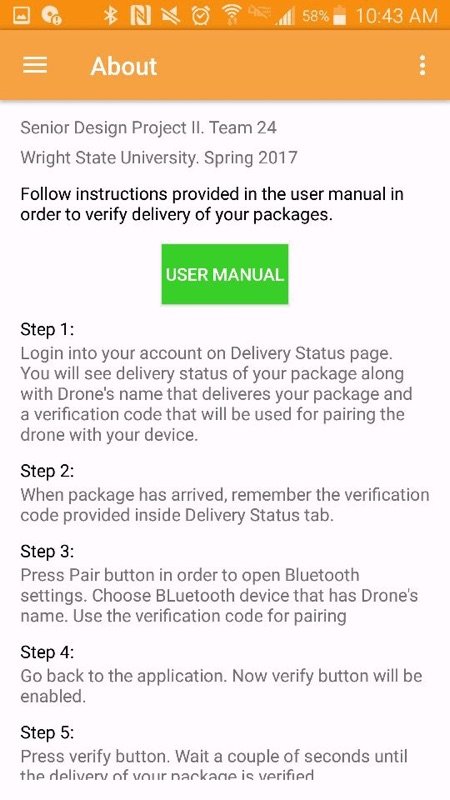 58% 10:43 AM
About
Senior Design Project II. Team 24
Wright State University. Spring 2017
Follow instructions provided in the user manual in
order to verify delivery of your packages.
USER MANUAL
Step 1:
Login into your account on Delivery Status page.
You will see delivery status of your package along
with Drone's name that deliveres your package and
a verification code that will be used for pairing the
drone with your device.
Step 2:
When package has arrived, remember the verification
code provided inside Delivery Status tab.
Step 3:
Press Pair button in order to open Bluetooth
settings. Choose BLuetooth device that has Drone's
name. Use the verification code for pairing
Step 4:
Go back to the application. Now verify button will be
enabled.
Step 5:
Press verify button. Wait a couple of seconds until
the delivery of your package is verified